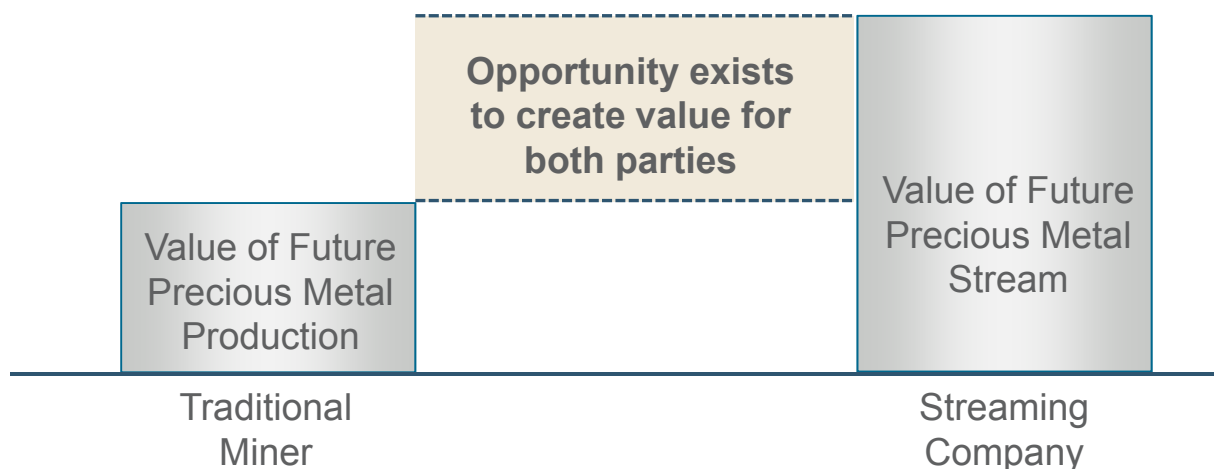 Opportunity exists
to create value for
both parties
Value of Future
Precious Metal
Production
Value of Future
Precious Metal
Stream
Traditional
Miner
Streaming
Company